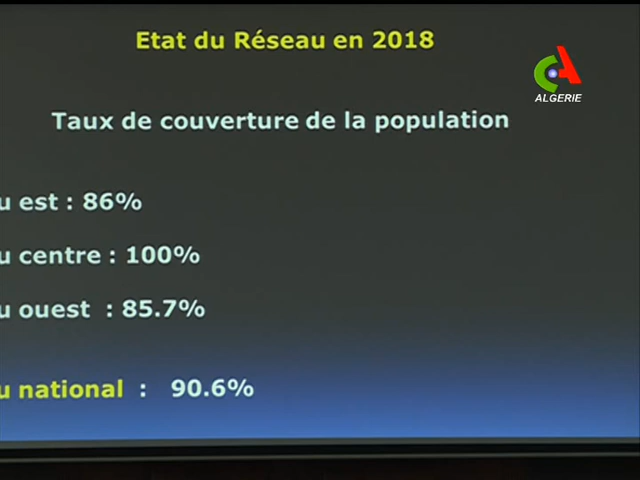 Etat du Réseau en 2018
ALGERIE
Taux de couverture de la population
u est : 86%
u centre : 100%
u ouest : 85.7%
u national : 90.6%